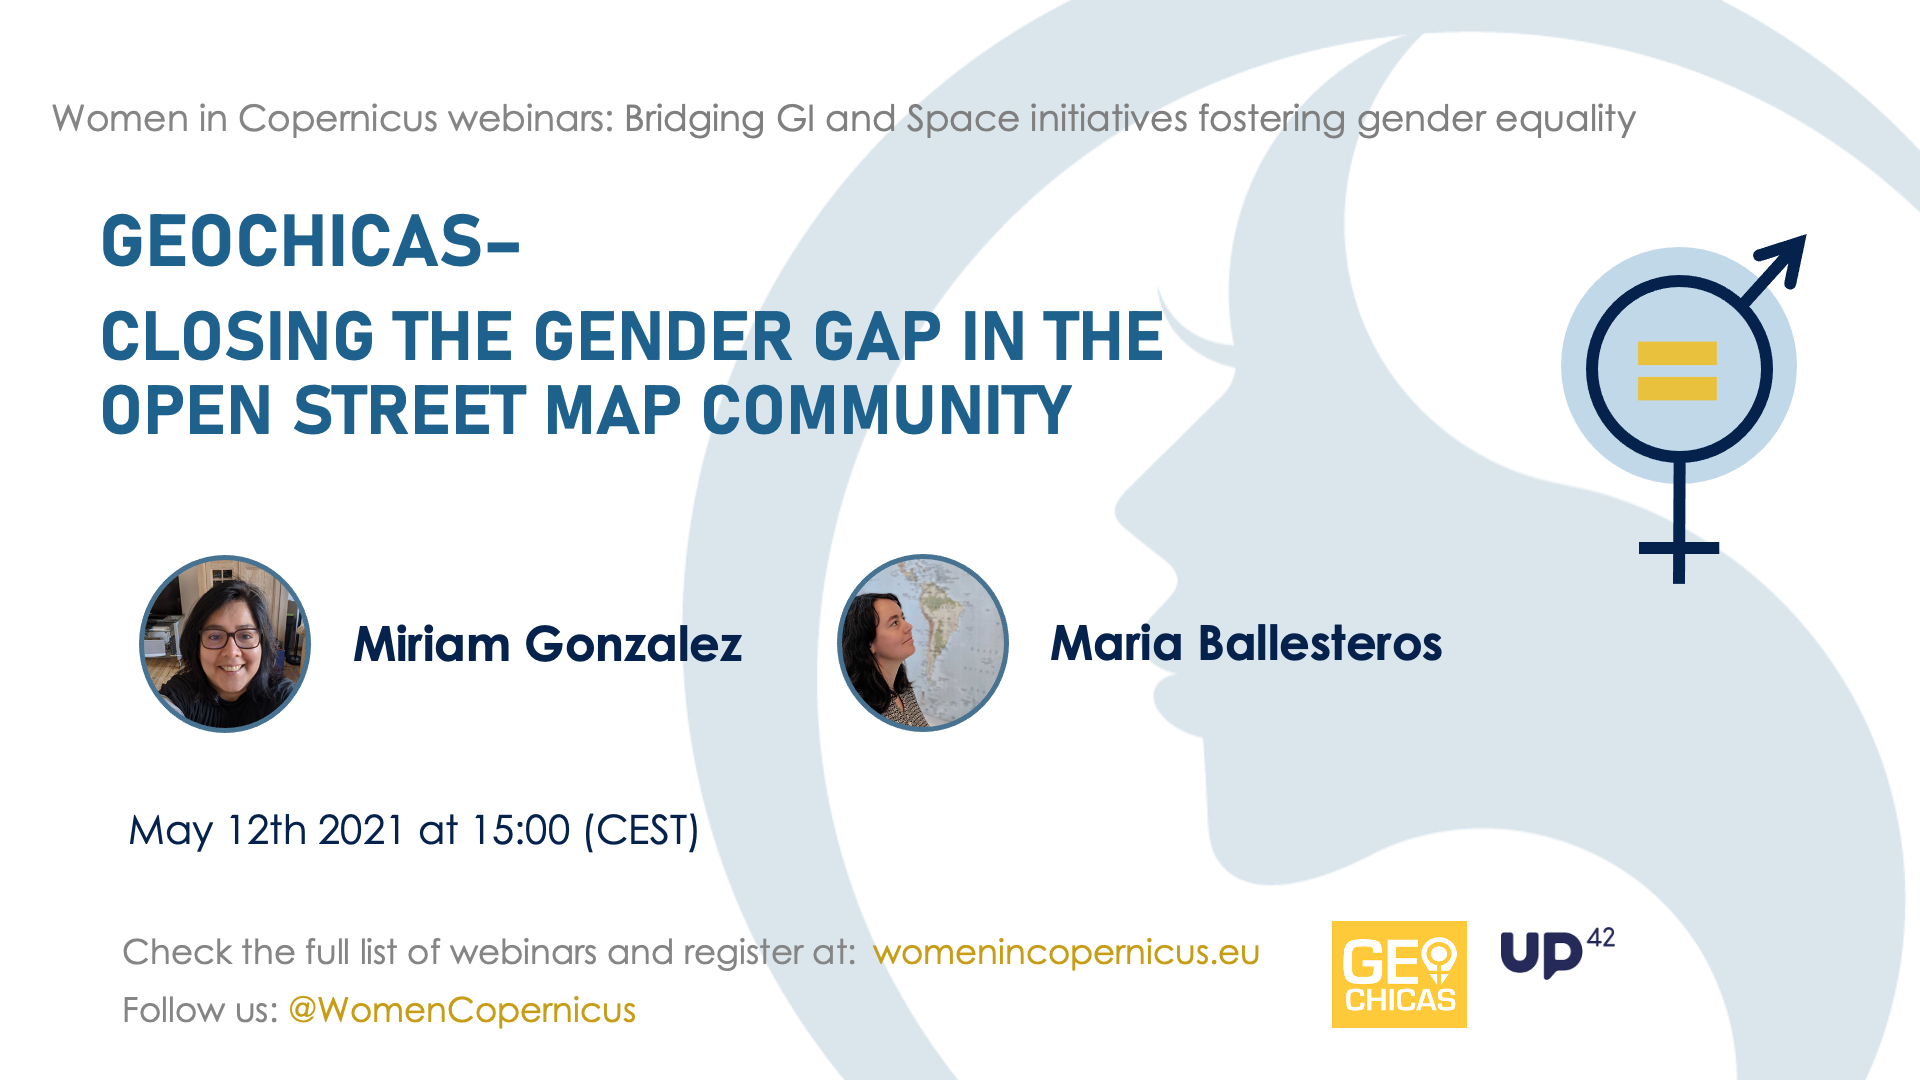 Women in Copernicus webinars: Bridging GI and Space initiatives fostering gender equality
GEOCHICAS–
CLOSING THE GENDER GAP IN THE
OPEN STREET MAP COMMUNITY
Miriam Gonzalez
Maria Ballesteros
May 12th 2021 at 15:00 (CEST)
Check the full list of webinars and register at: womenincopernicus.eu
Follow us: @WomenCopernicus
GEO
CHICAS
UP42